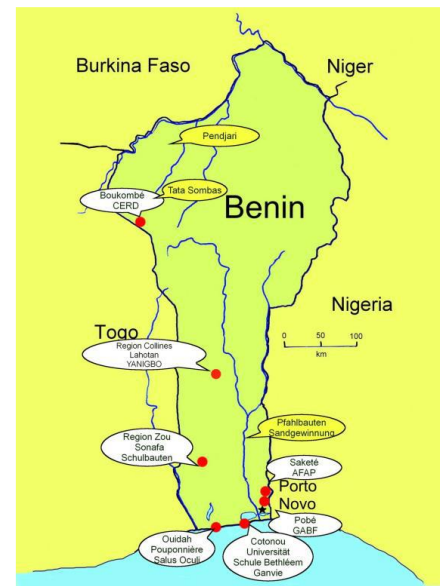 Burkina Faso
Niger
Pendjari
Boukombé
CERD
Tata Sombas
Benin
Nigeria
Togo
0 50 100
km
Region Collines
Lahotan
YANIGBO
Pfahlbauten
Sandgewinnung
Region Zou
Sonafa
Schulbauten
Saketé
AFAP
Porto
Novo
Pobé
GABF
Ouidah
Pouponnière
Salus Oculi
Cotonou
Universität
Schule Bethléem
Ganvie